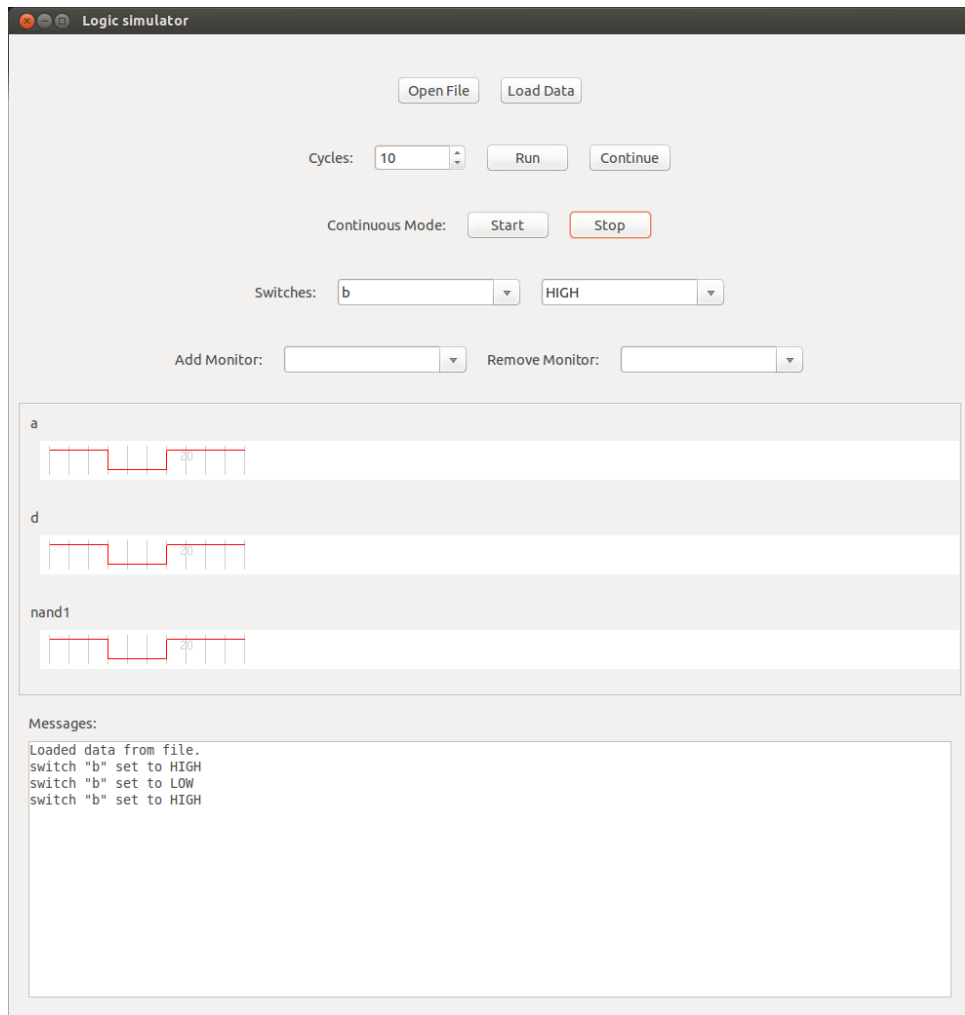 Logic simulator
Open File Load Data
Cycles: 10 Run Continue
Continuous Mode: Start Stop
Switches: b HIGH
Add Monitor: Remove Monitor:
a
20
d
20
nand1
20
Messages:
Loaded data from file.
switch "b" set to HIGH
switch "b" set to LOW
switch "b" set to HIGH